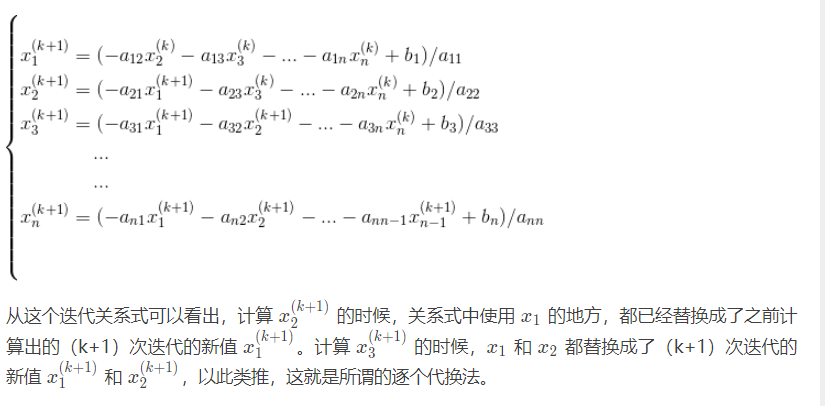 x_1^{(k+1)} = (-a_{12}x_2^{(k)} - a_{13}x_3^{(k)} - ... - a_{1n}x_n^{(k)} + b_1)/a_{11}
x_2^{(k+1)} = (-a_{21}x_1^{(k+1)} - a_{23}x_3^{(k)} - ... - a_{2n}x_n^{(k)} + b_2)/a_{22}
x_3^{(k+1)} = (-a_{31}x_1^{(k+1)} - a_{32}x_2^{(k+1)} - ... - a_{3n}x_n^{(k)} + b_3)/a_{33}
...
...
x_n^{(k+1)} = (-a_{n1}x_1^{(k+1)} - a_{n2}x_2^{(k+1)} - ... - a_{nn-1}x_{n-1}^{(k+1)} + b_n)/a_{nn}
从这个迭代关系式可以看出，计算 x_2^{(k+1)} 的时候，关系式中使用 x_1 的地方，都已经替换成了之前计
算出的（k+1）次迭代的新值 x_1^{(k+1)}。计算 x_3^{(k+1)} 的时候，x_1 和 x_2 都替换成了（k+1）次迭代的
新值 x_1^{(k+1)} 和 x_2^{(k+1)}，以此类推，这就是所谓的逐个代换法。